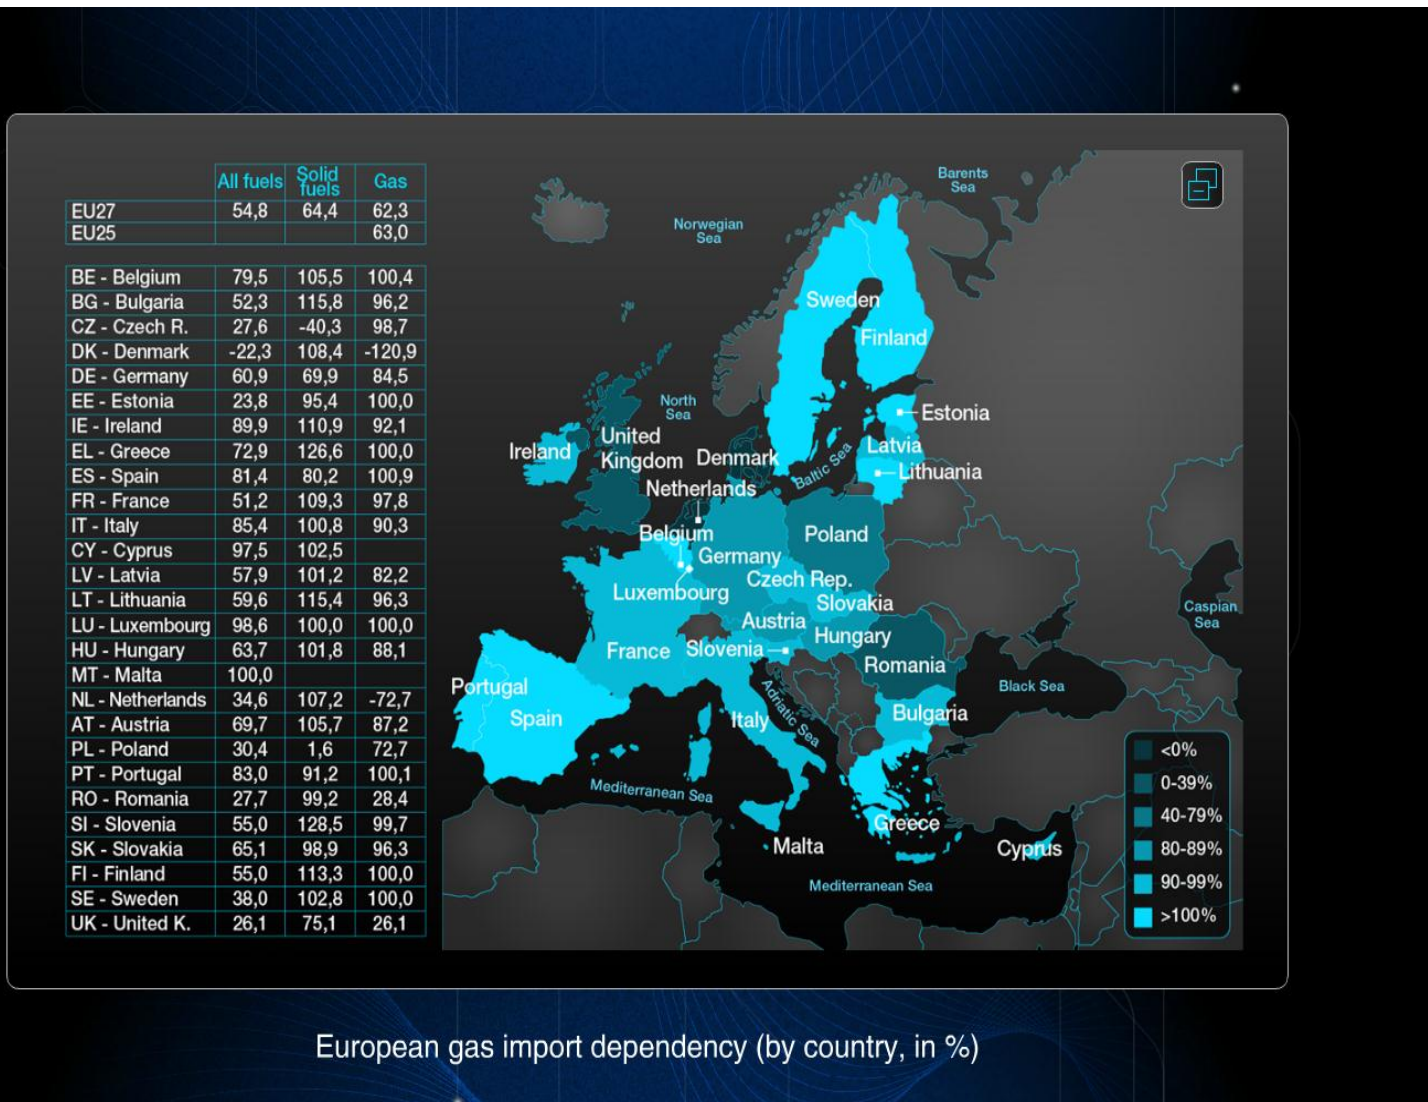 All fuels Solid fuels Gas
EU27 54,8 64,4 62,3
EU25 63,0
BE - Belgium 79,5 105,5 100,4
BG - Bulgaria 52,3 115,8 96,2
CZ - Czech R. 27,6 -40,3 98,7
DK - Denmark -22,3 108,4 -120,9
DE - Germany 60,9 69,9 84,5
EE - Estonia 23,8 95,4 100,0
IE - Ireland 89,9 110,9 92,1
EL - Greece 72,9 126,6 100,0
ES - Spain 81,4 80,2 100,9
FR - France 51,2 109,3 97,8
IT - Italy 85,4 100,8 90,3
CY - Cyprus 97,5 102,5
LV - Latvia 57,9 101,2 82,2
LT - Lithuania 59,6 115,4 96,3
LU - Luxembourg 98,6 100,0 100,0
HU - Hungary 63,7 101,8 88,1
MT - Malta 100,0
NL - Netherlands 34,6 107,2 -72,7
AT - Austria 69,7 105,7 87,2
PL - Poland 30,4 1,6 72,7
PT - Portugal 83,0 91,2 100,1
RO - Romania 27,7 99,2 28,4
SI - Slovenia 55,0 128,5 99,7
SK - Slovakia 65,1 98,9 96,3
FI - Finland 55,0 113,3 100,0
SE - Sweden 38,0 102,8 100,0
UK - United K. 26,1 75,1 26,1
Barents
Sea
Norwegian
Sea
Sweden
Finland
North
Sea
Estonia
United
Kingdom
Ireland
Denmark
Baltic Sea
Latvia
Lithuania
Netherlands
Belgium
Poland
Germany
Czech Rep.
Luxembourg
Slovakia
Austria
Hungary
Caspian
Sea
France
Slovenia
Romania
Portugal
Spain
Black Sea
Adriatic Sea
Italy
Bulgaria
Mediterranean Sea
Greece
Malta
Cyprus
Mediterranean Sea
<0%
0-39%
40-79%
80-89%
90-99%
>100%
European gas import dependency (by country, in %)